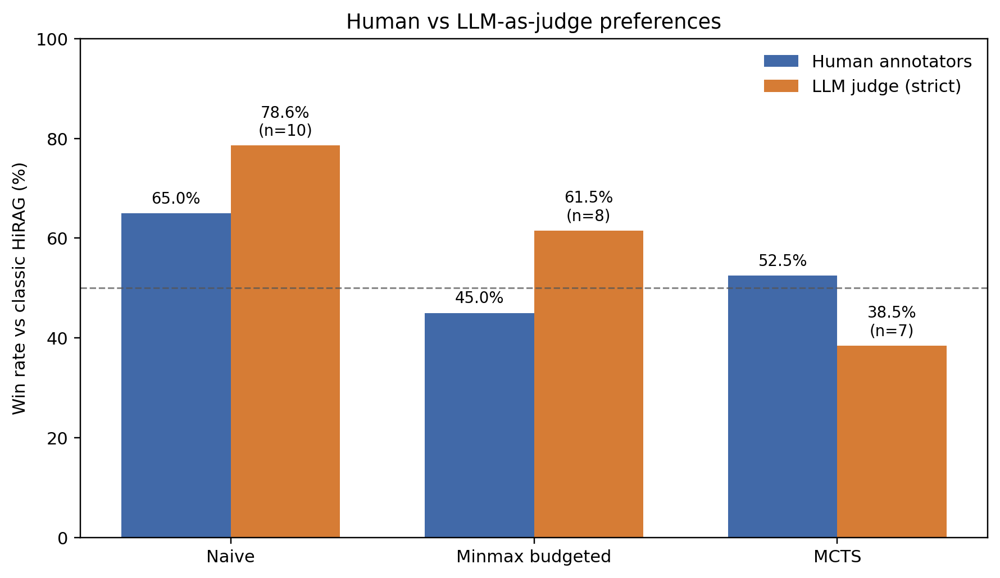 Human vs LLM-as-judge preferences
Win rate vs classic HiRAG (%)
100
80
60
40
20
0
Human annotators
LLM judge (strict)
65.0%
78.6%
(n=10)
45.0%
61.5%
(n=8)
52.5%
38.5%
(n=7)
Naive
Minmax budgeted
MCTS